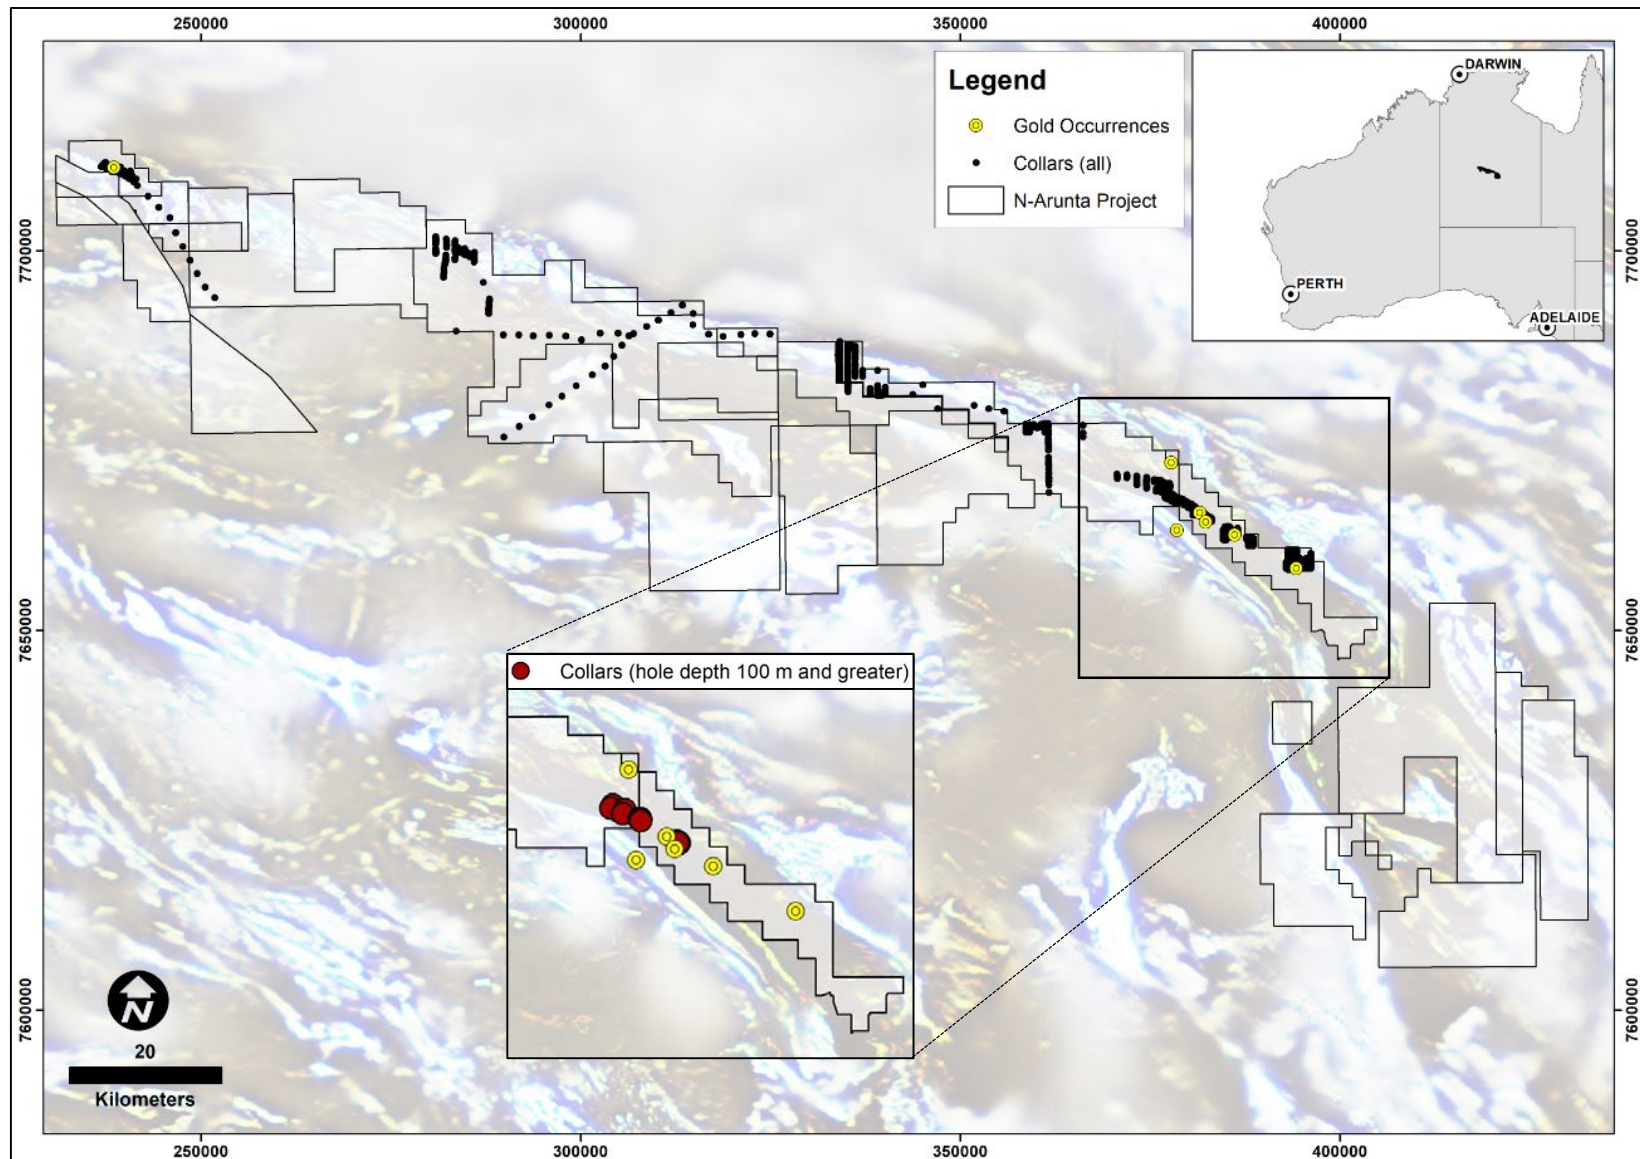 250000
300000
350000
400000
Legend
Gold Occurrences
Collars (all)
N-Arunta Project
DARWIN
PERTH
ADELAIDE
7700000
7700000
7650000
7650000
7600000
7600000
Collars (hole depth 100 m and greater)
N
20
Kilometers
250000
300000
350000
400000